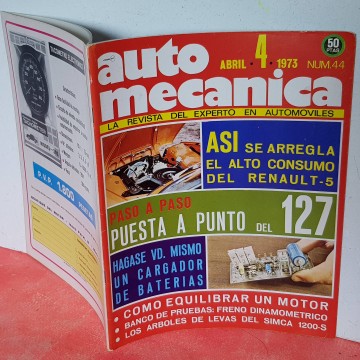 auto
mecanica
ABRIL · 4 · 1973
50
PTAS
NUM. 44
LA REVISTA DEL EXPERTO EN AUTOMOVILES
ASI SE ARREGLA
EL ALTO CONSUMO
DEL RENAULT-5
PASO A PASO
PUESTA A PUNTO DEL 127
HAGASE VD. MISMO
UN CARGADOR
DE BATERIAS
• COMO EQUILIBRAR UN MOTOR
• BANCO DE PRUEBAS: FRENO DINAMOMETRICO
• LOS ARBOLES DE LEVAS DEL SIMCA 1200-S
P.V.P. 1.800